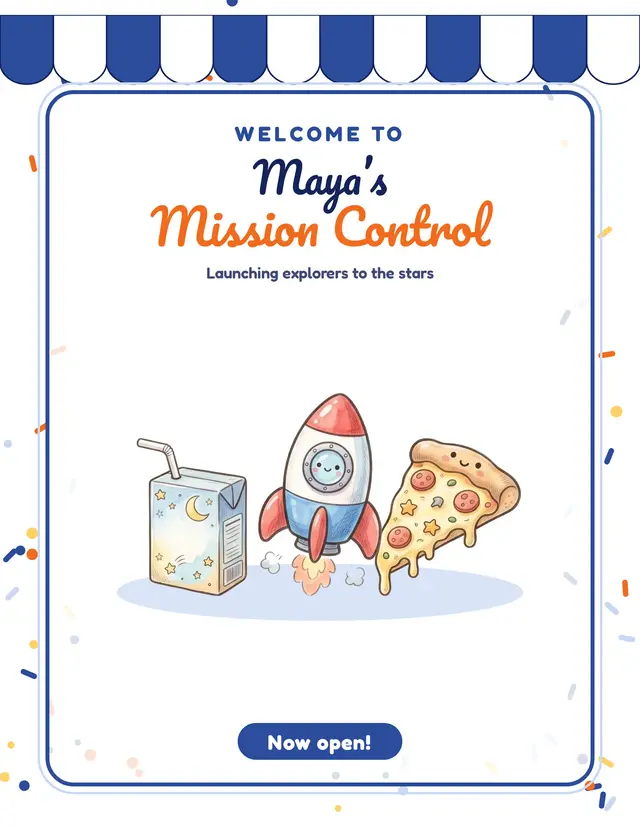 WELCOME TO
Maya's
Mission Control
Launching explorers to the stars
Now open!